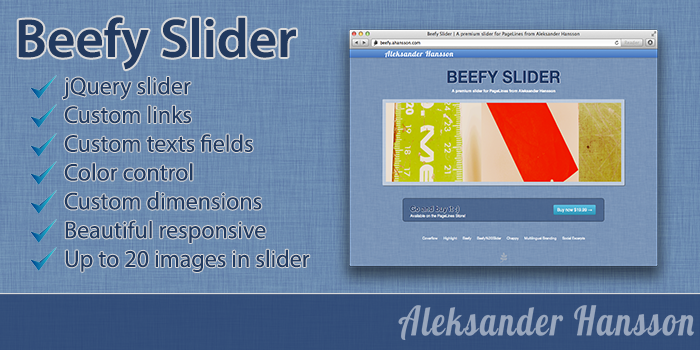 Beefy Slider
jQuery slider
Custom links
Custom texts fields
Color control
Custom dimensions
Beautiful responsive
Up to 20 images in slider
Beefy Slider | A premium slider for PageLines from Aleksander Hansson
beefy.ahansson.com
Aleksander Hansson
BEEFY SLIDER
A premium slider for PageLines from Aleksander Hansson
Go and buy it!
Available on the PageLines Store!
Buy now $10.99 →
Aleksander Hansson